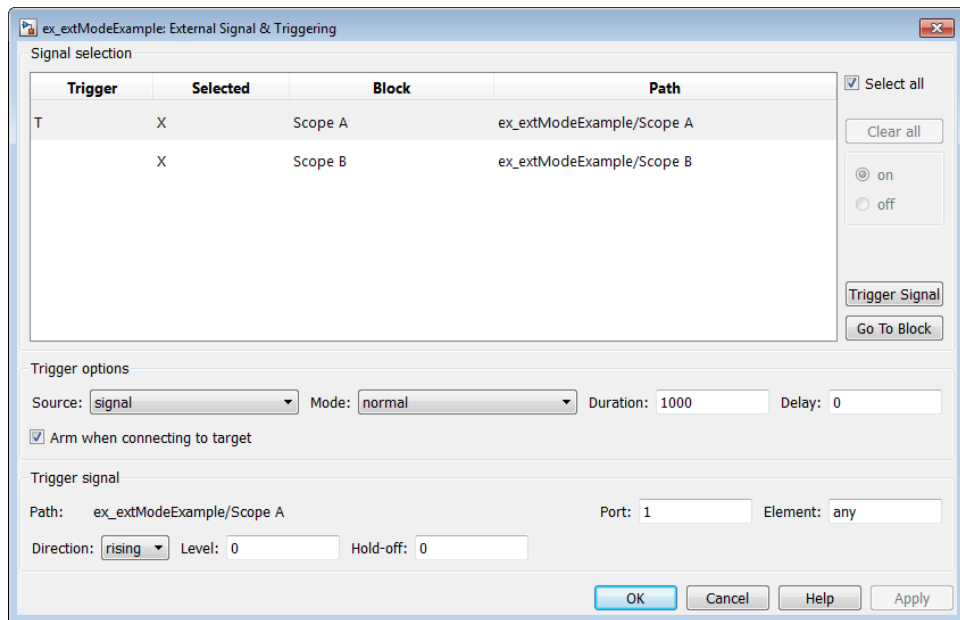 ex_extModeExample: External Signal & Triggering
Signal selection
Trigger Selected Block Path
Select all
T X Scope A ex_extModeExample/Scope A
Clear all
X Scope B ex_extModeExample/Scope B
on
off
Trigger Signal
Go To Block
Trigger options
Source: signal Mode: normal Duration: 1000 Delay: 0
Arm when connecting to target
Trigger signal
Path: ex_extModeExample/Scope A Port: 1 Element: any
Direction: rising Level: 0 Hold-off: 0
OK Cancel Help Apply